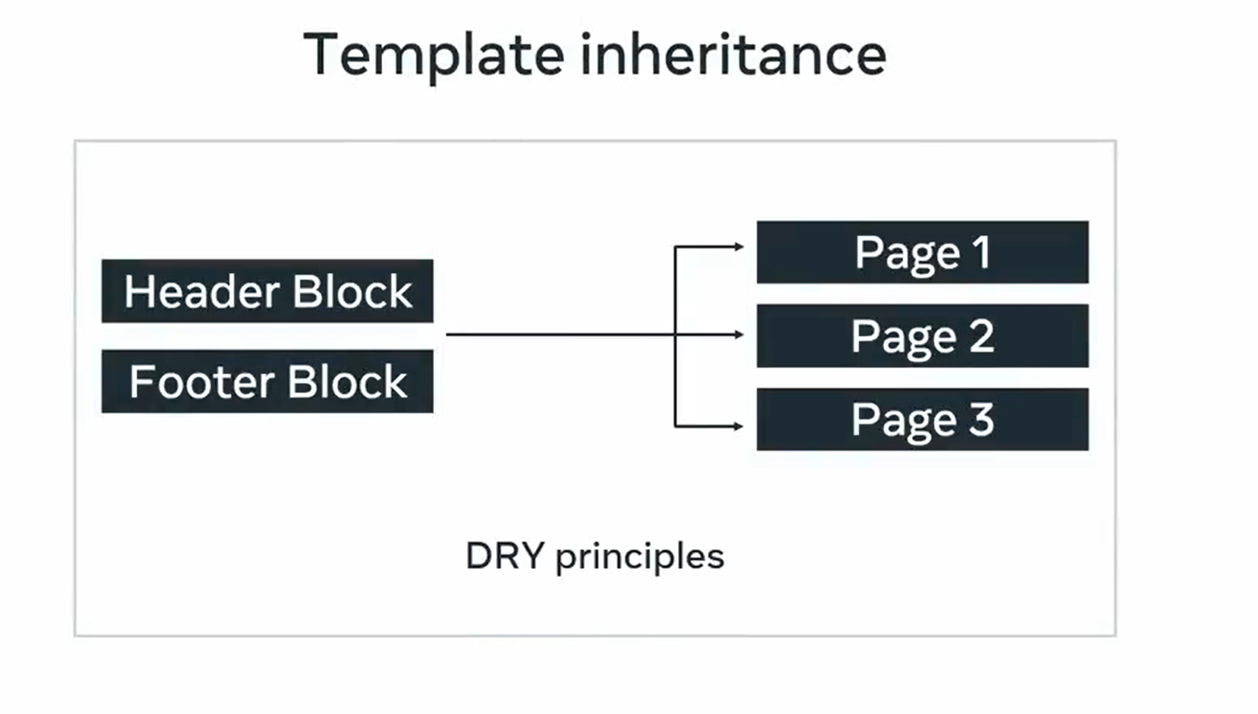 Template inheritance
Header Block
Footer Block
Page 1
Page 2
Page 3
DRY principles